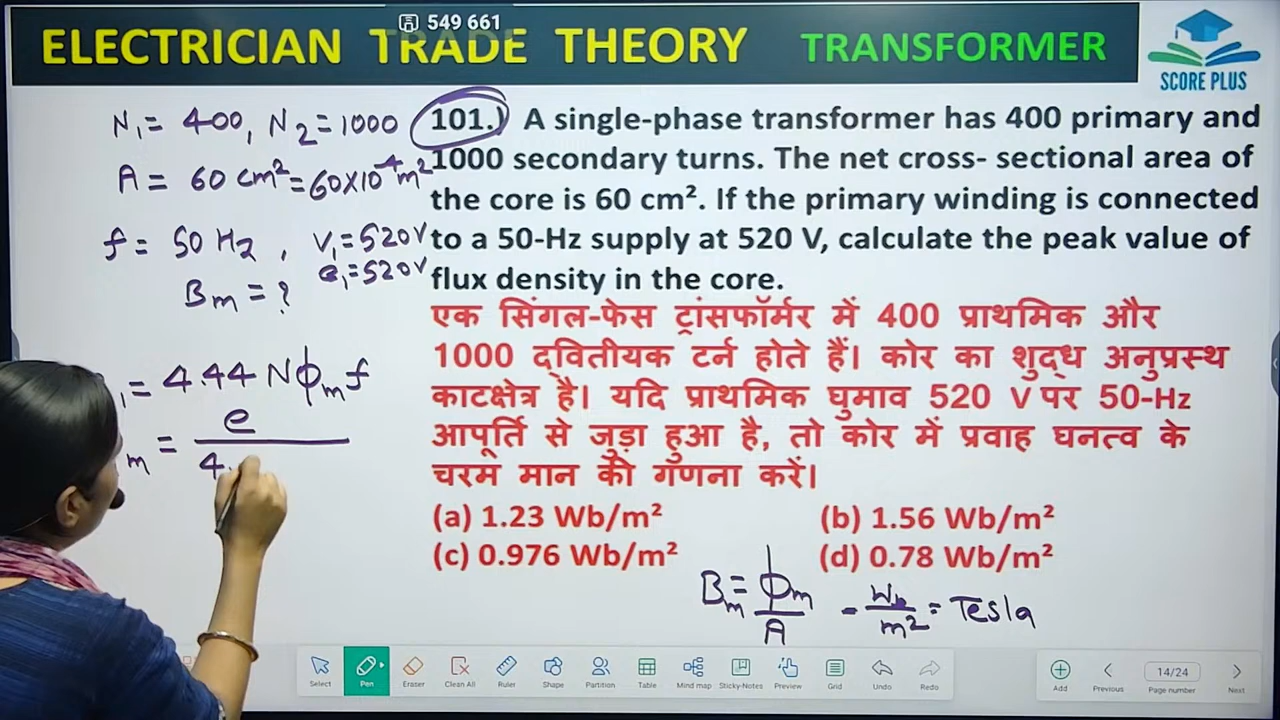 549 661
ELECTRICIAN TRADE THEORY TRANSFORMER
SCORE PLUS
N₁= 400, N₂=1000
A = 60 cm²=60X10⁻⁴m²
f = 50 Hz , V₁=520V
e₁=520V
Bm = ?
₁ = 4.44 Nϕm f
m = e
4.
101.) A single-phase transformer has 400 primary and
1000 secondary turns. The net cross- sectional area of
the core is 60 cm². If the primary winding is connected
to a 50-Hz supply at 520 V, calculate the peak value of
flux density in the core.
एक सिंगल-फेस ट्रांसफॉर्मर में 400 प्राथमिक और
1000 द्वितीयक टर्न होते हैं। कोर का शुद्ध अनुप्रस्थ
काटक्षेत्र है। यदि प्राथमिक घुमाव 520 V पर 50-Hz
आपूर्ति से जुड़ा हुआ है, तो कोर में प्रवाह घनत्व के
चरम मान की गणना करें।
(a) 1.23 Wb/m² (b) 1.56 Wb/m²
(c) 0.976 Wb/m² (d) 0.78 Wb/m²
Bm = ϕm/A = Wb/m² = Tesla
Select Pen Eraser Clean All Ruler Shape Partition Table Mind map Sticky-Notes Preview Grid Undo Redo
Add Previous 14/24 Page number Next